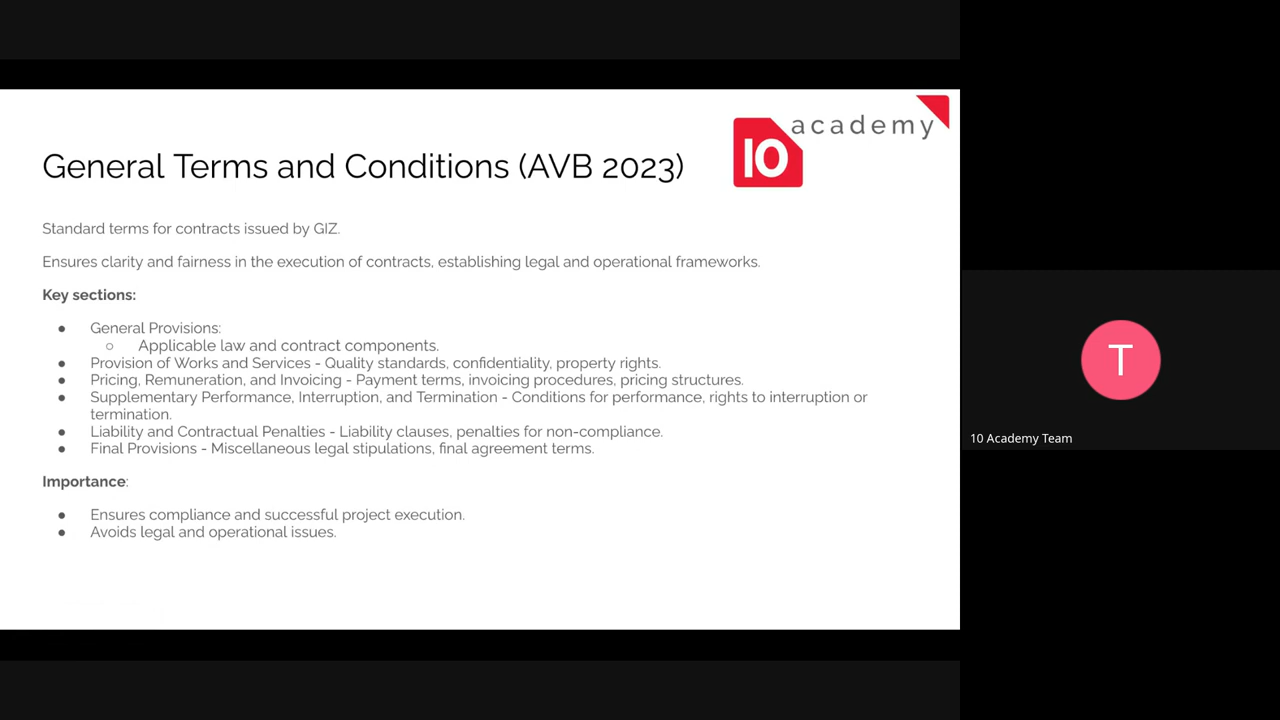 10 academy
General Terms and Conditions (AVB 2023)
Standard terms for contracts issued by GIZ.
Ensures clarity and fairness in the execution of contracts, establishing legal and operational frameworks.
Key sections:
● General Provisions:
○ Applicable law and contract components.
● Provision of Works and Services - Quality standards, confidentiality, property rights.
● Pricing, Remuneration, and Invoicing - Payment terms, invoicing procedures, pricing structures.
● Supplementary Performance, Interruption, and Termination - Conditions for performance, rights to interruption or
termination.
● Liability and Contractual Penalties - Liability clauses, penalties for non-compliance.
● Final Provisions - Miscellaneous legal stipulations, final agreement terms.
Importance:
● Ensures compliance and successful project execution.
● Avoids legal and operational issues.
T
10 Academy Team